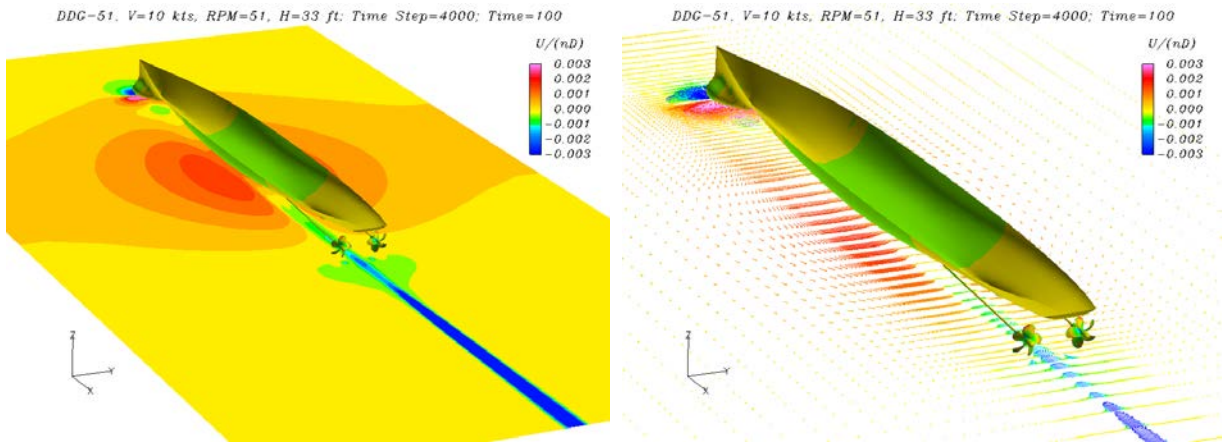 DDG-51, V=10 kts, RPM=51, H=33 ft; Time Step=4000; Time=100
U/(nD)
0.003
0.002
0.001
0.000
-0.001
-0.002
-0.003
Z
Y
X
DDG-51, V=10 kts, RPM=51, H=33 ft; Time Step=4000; Time=100
U/(nD)
0.003
0.002
0.001
0.000
-0.001
-0.002
-0.003
Z
Y
X